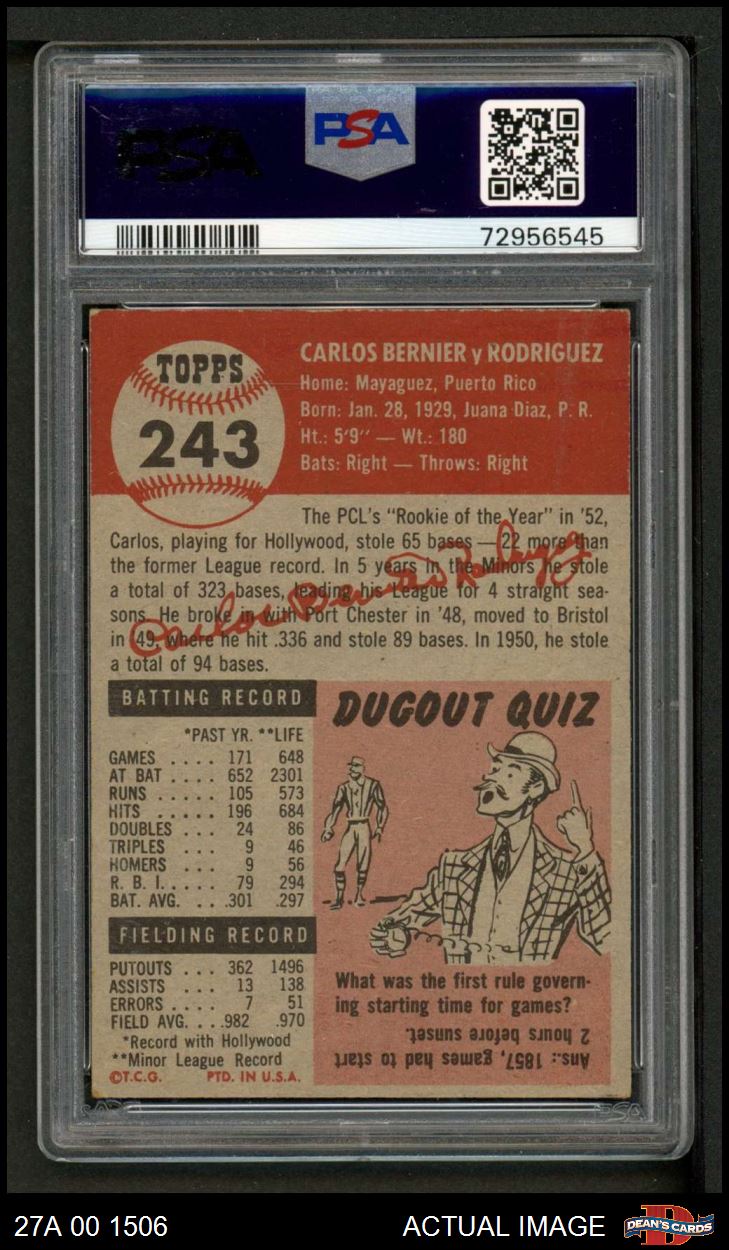 PSA
PSA
72956545
TOPPS
243
CARLOS BERNIER y RODRIGUEZ
Home: Mayaguez, Puerto Rico
Born: Jan. 28, 1929, Juana Diaz, P. R.
Ht.: 5'9'' — Wt.: 180
Bats: Right — Throws: Right
The PCL's "Rookie of the Year" in '52,
Carlos, playing for Hollywood, stole 65 bases — 22 more than
the former League record. In 5 years in the Minors he stole
a total of 323 bases, leading his League for 4 straight sea-
sons. He broke in with Port Chester in '48, moved to Bristol
in '49, where he hit .336 and stole 89 bases. In 1950, he stole
a total of 94 bases.
Carlos Bernier Rodriguez
BATTING RECORD
*PAST YR. **LIFE
GAMES .... 171 648
AT BAT .... 652 2301
RUNS ..... 105 573
HITS ..... 196 684
DOUBLES ... 24 86
TRIPLES ... 9 46
HOMERS ... 9 56
R. B. I. .... 79 294
BAT. AVG. ... .301 .297
FIELDING RECORD
PUTOUTS ... 362 1496
ASSISTS ... 13 138
ERRORS .... 7 51
FIELD AVG. ... .982 .970
*Record with Hollywood
**Minor League Record
©T.C.G. PTD. IN U.S.A.
DUGOUT QUIZ
What was the first rule govern-
ing starting time for games?
Ans.: 1857, games had to start
2 hours before sunset.
PSA
27A 00 1506
ACTUAL IMAGE
DEAN'S CARDS